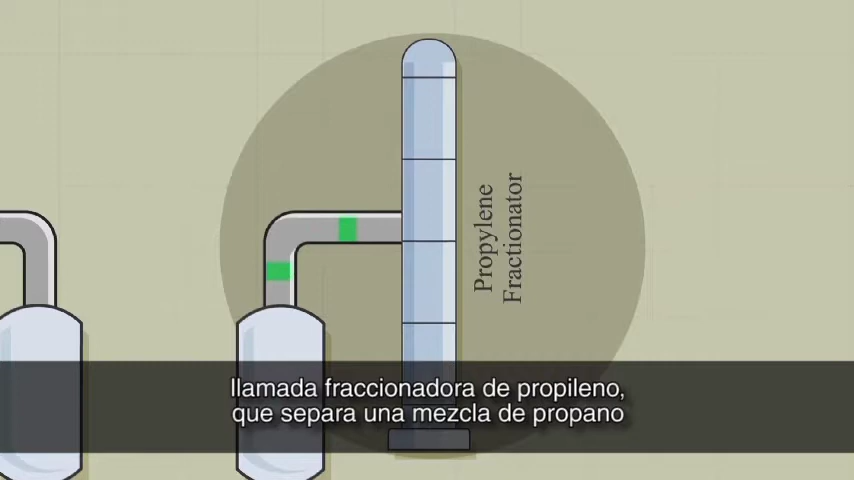 Propylene
Fractionator
llamada fraccionadora de propileno,
que separa una mezcla de propano